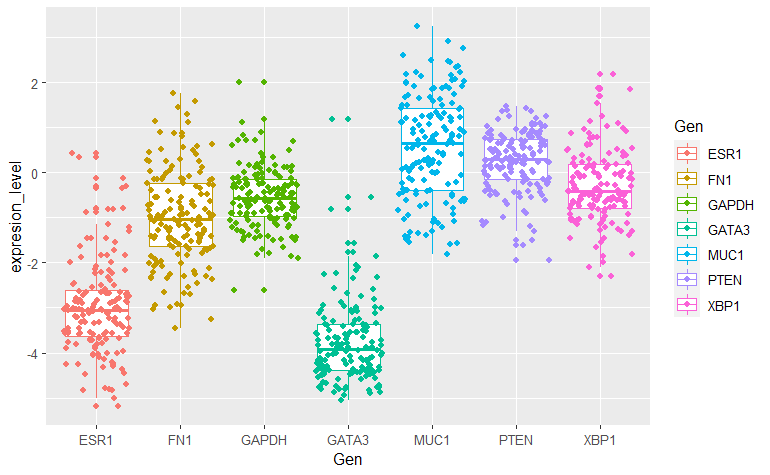 expresion_level
2
0
-2
-4
ESR1 FN1 GAPDH GATA3 MUC1 PTEN XBP1
Gen
Gen
ESR1
FN1
GAPDH
GATA3
MUC1
PTEN
XBP1